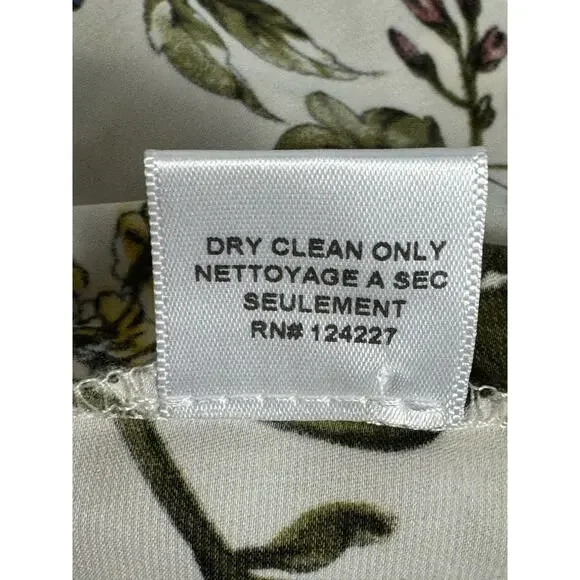 DRY CLEAN ONLY
NETTOYAGE A SEC
SEULEMENT
RN# 124227